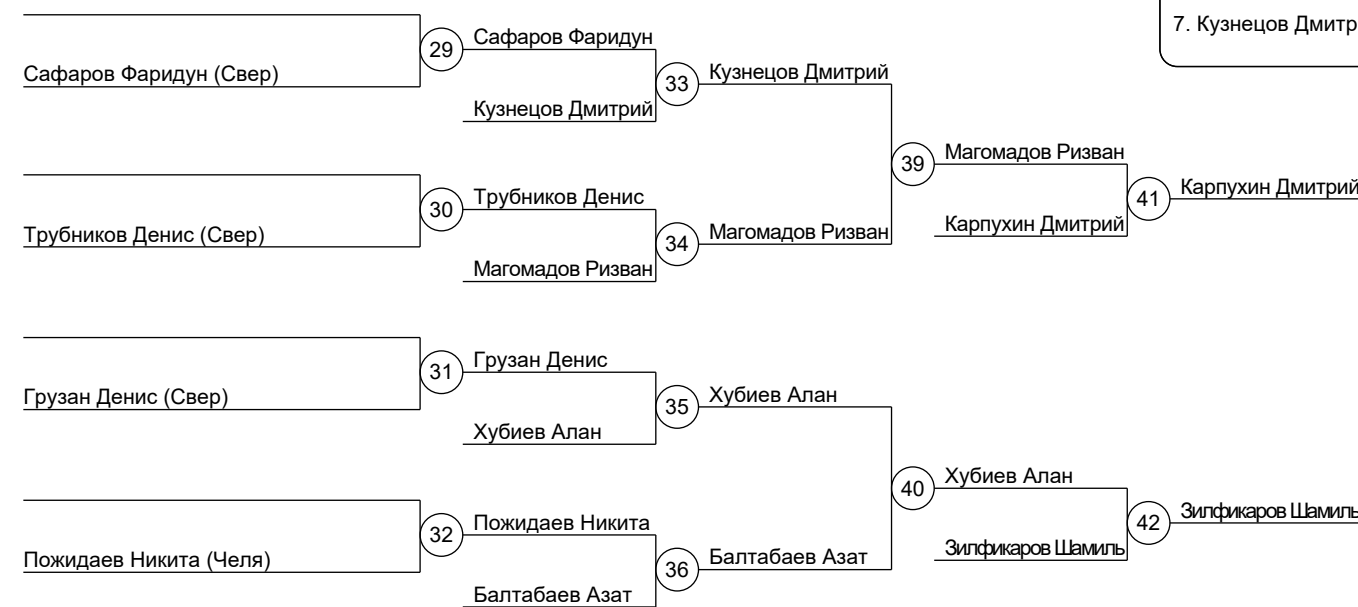 7. Кузнецов Дмитр
29
Сафаров Фаридун
Сафаров Фаридун (Свер)
33
Кузнецов Дмитрий
Кузнецов Дмитрий
39
Магомадов Ризван
30
Трубников Денис
Трубников Денис (Свер)
34
Магомадов Ризван
Магомадов Ризван
41
Карпухин Дмитрий
Карпухин Дмитрий
31
Грузан Денис
Грузан Денис (Свер)
35
Хубиев Алан
Хубиев Алан
40
Хубиев Алан
32
Пожидаев Никита
Пожидаев Никита (Челя)
36
Балтабаев Азат
Балтабаев Азат
42
Зилфикаров Шамиль
Зилфикаров Шамиль